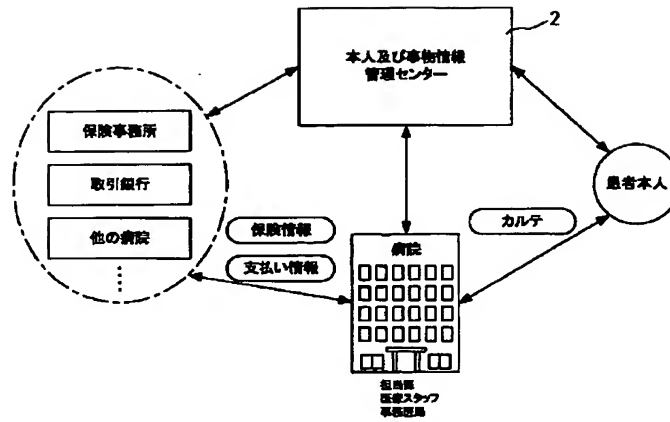 2
本人及び事物情報
管理センター
保険事務所
取引銀行
他の病院
患者本人
保険情報
支払い情報
カルテ
病院
担当医
医療スタッフ
事務医局